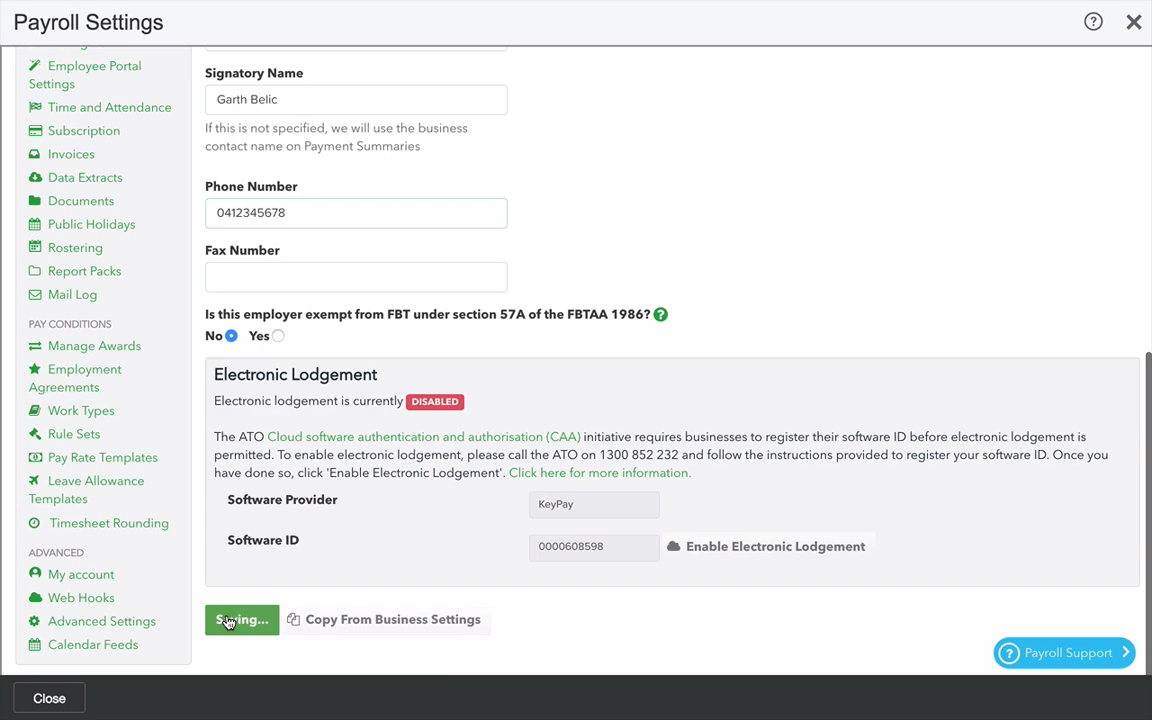 Payroll Settings
Employee Portal
Settings
Time and Attendance
Subscription
Invoices
Data Extracts
Documents
Public Holidays
Rostering
Report Packs
Mail Log
PAY CONDITIONS
Manage Awards
Employment
Agreements
Work Types
Rule Sets
Pay Rate Templates
Leave Allowance
Templates
Timesheet Rounding
ADVANCED
My account
Web Hooks
Advanced Settings
Calendar Feeds
Signatory Name
Garth Belic
If this is not specified, we will use the business
contact name on Payment Summaries
Phone Number
0412345678
Fax Number
Is this employer exempt from FBT under section 57A of the FBTAA 1986? ?
No Yes
Electronic Lodgement
Electronic lodgement is currently DISABLED
The ATO Cloud software authentication and authorisation (CAA) initiative requires businesses to register their software ID before electronic lodgement is
permitted. To enable electronic lodgement, please call the ATO on 1300 852 232 and follow the instructions provided to register your software ID. Once you
have done so, click 'Enable Electronic Lodgement'. Click here for more information.
Software Provider
KeyPay
Software ID
0000608598
Enable Electronic Lodgement
Saving...
Copy From Business Settings
? Payroll Support
Close